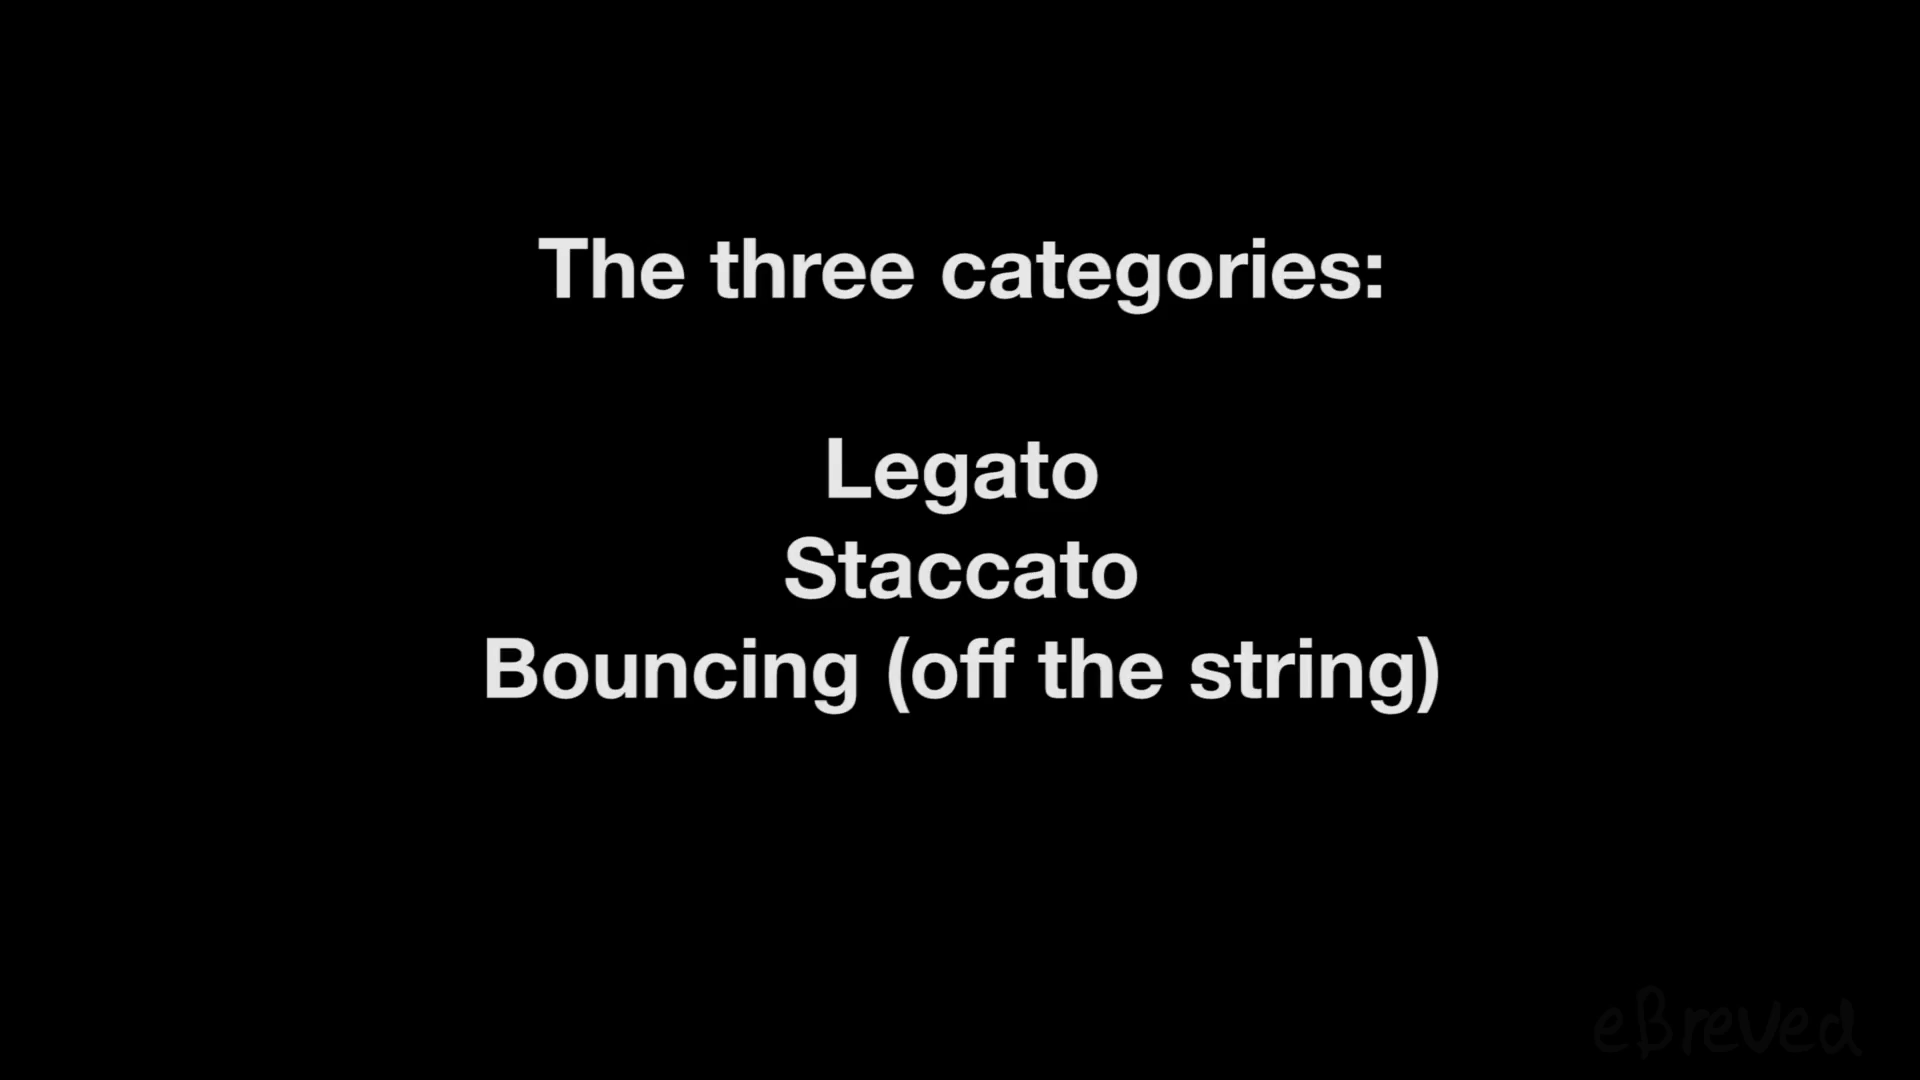 The three categories:
Legato
Staccato
Bouncing (off the string)
eBreved